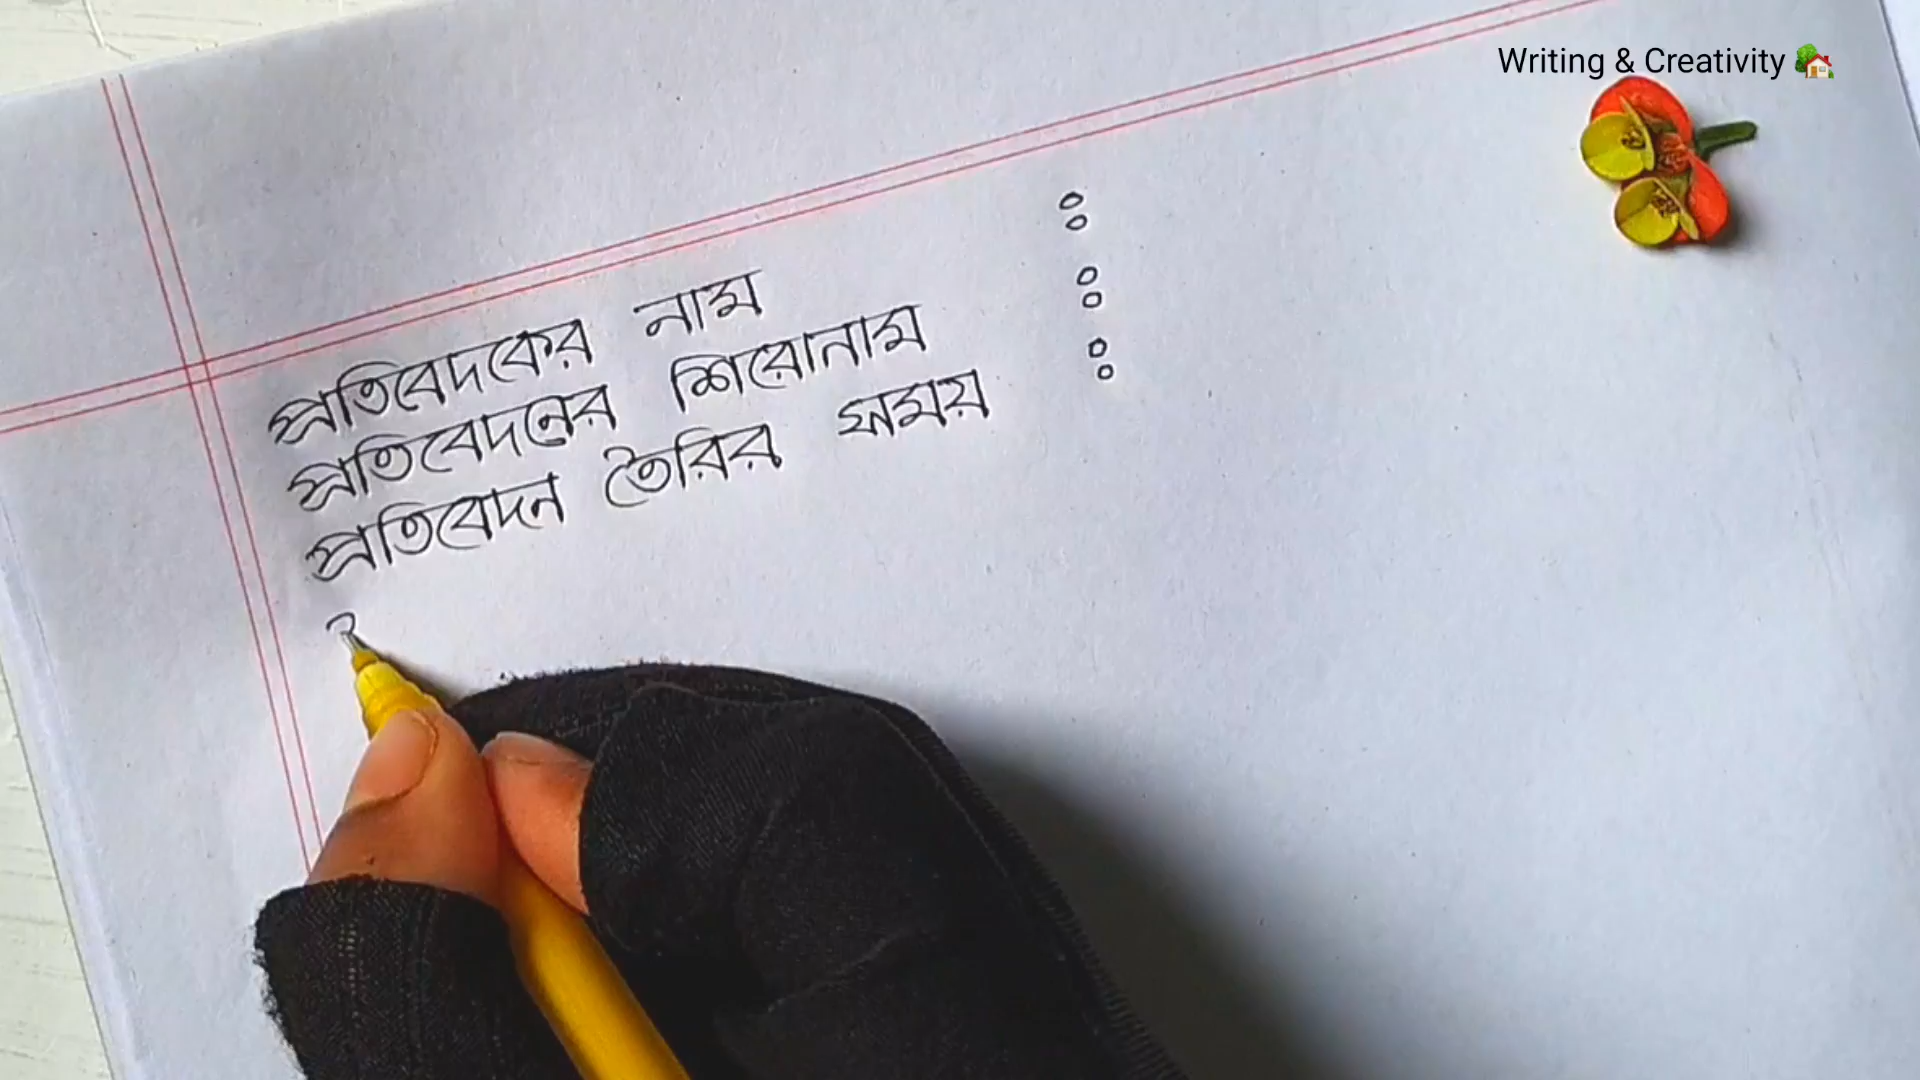 Writing & Creativity 🏡
প্রতিবেদকের নাম :
প্রতিবেদনের শিরোনাম :
প্রতিবেদন তৈরির সময় :